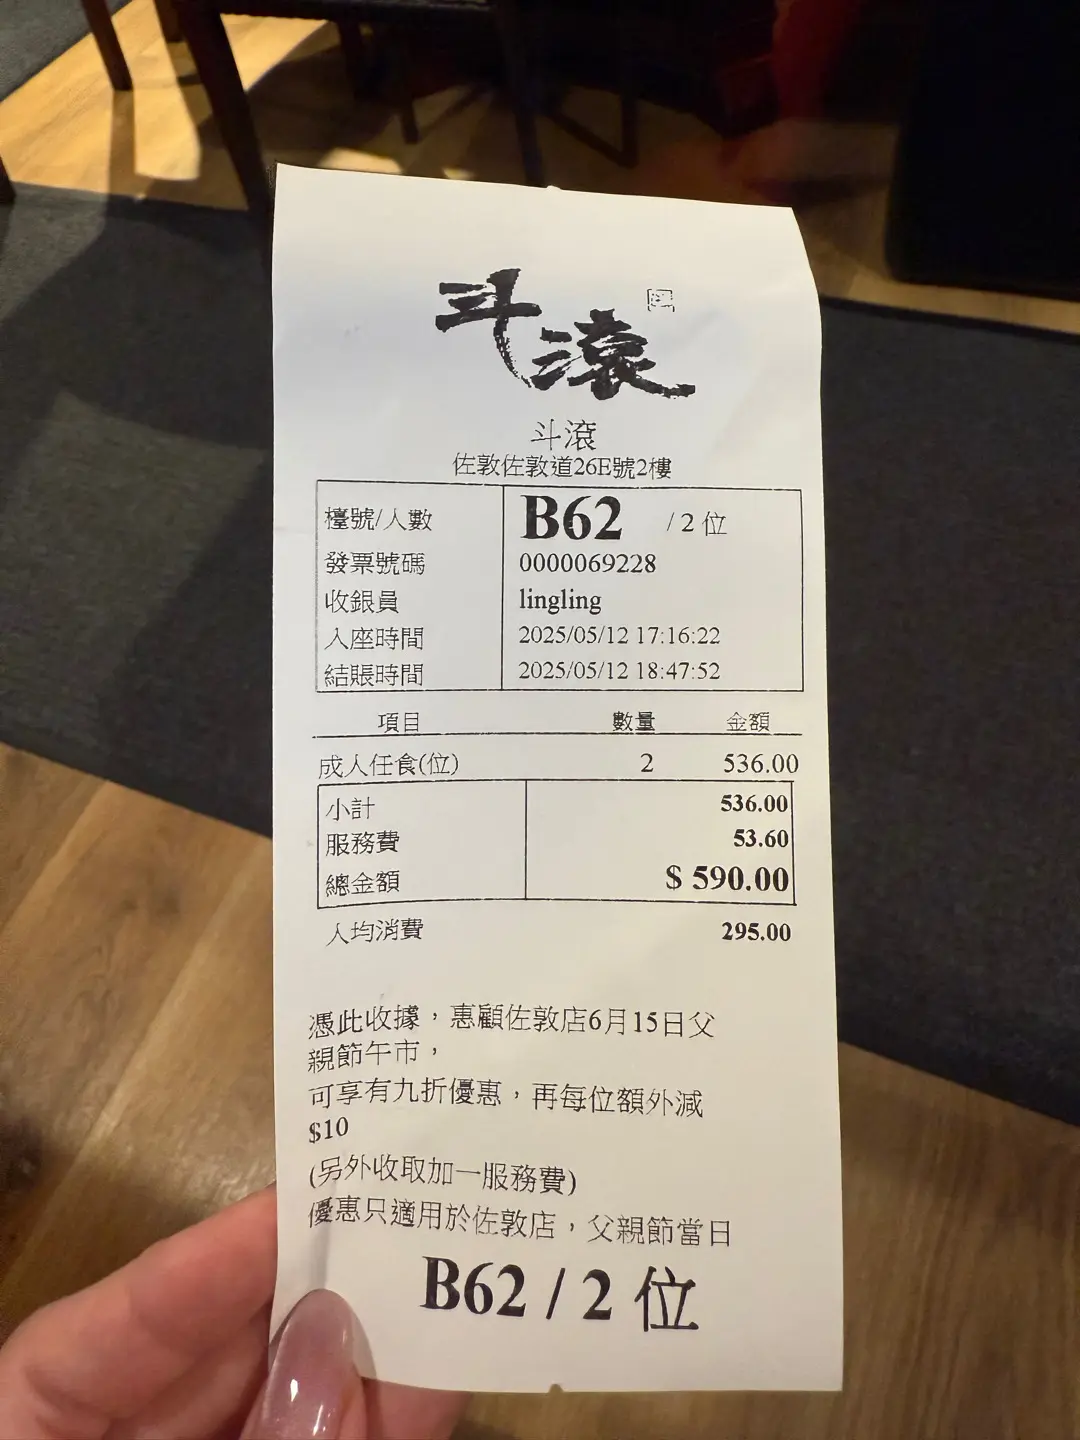 斗滾
斗滾
佐敦佐敦道26E號2樓
檯號/人數 B62 / 2 位
發票號碼 0000069228
收銀員 lingling
入座時間 2025/05/12 17:16:22
結賬時間 2025/05/12 18:47:52
項目 數量 金額
成人任食(位) 2 536.00
小計 536.00
服務費 53.60
總金額 $ 590.00
人均消費 295.00
憑此收據，惠顧佐敦店6月15日父
親節午市，
可享有九折優惠，再每位額外減
$10
(另外收取加一服務費)
優惠只適用於佐敦店，父親節當日
B62 / 2 位